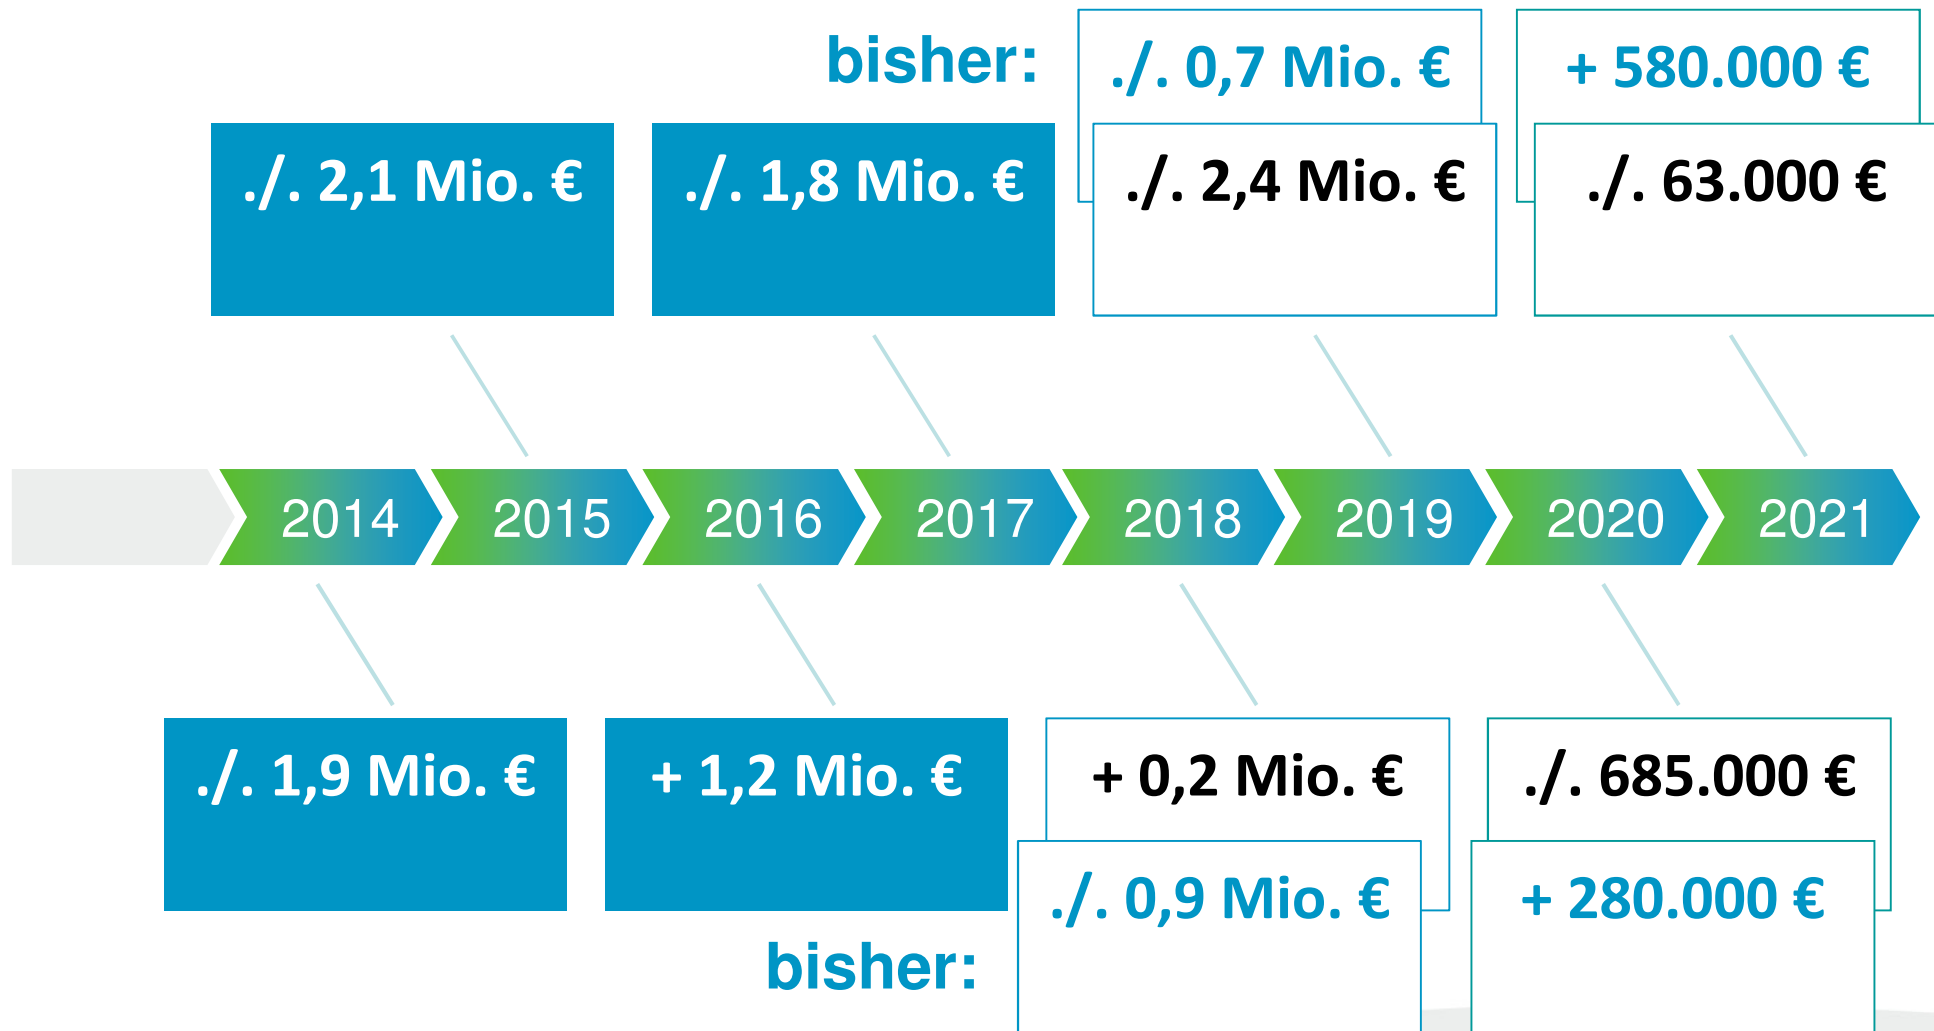 bisher:
./. 0,7 Mio. €
+ 580.000 €
./. 2,1 Mio. €
./. 1,8 Mio. €
./. 2,4 Mio. €
./. 63.000 €
2014
2015
2016
2017
2018
2019
2020
2021
./. 1,9 Mio. €
+ 1,2 Mio. €
+ 0,2 Mio. €
./. 685.000 €
./. 0,9 Mio. €
+ 280.000 €
bisher: